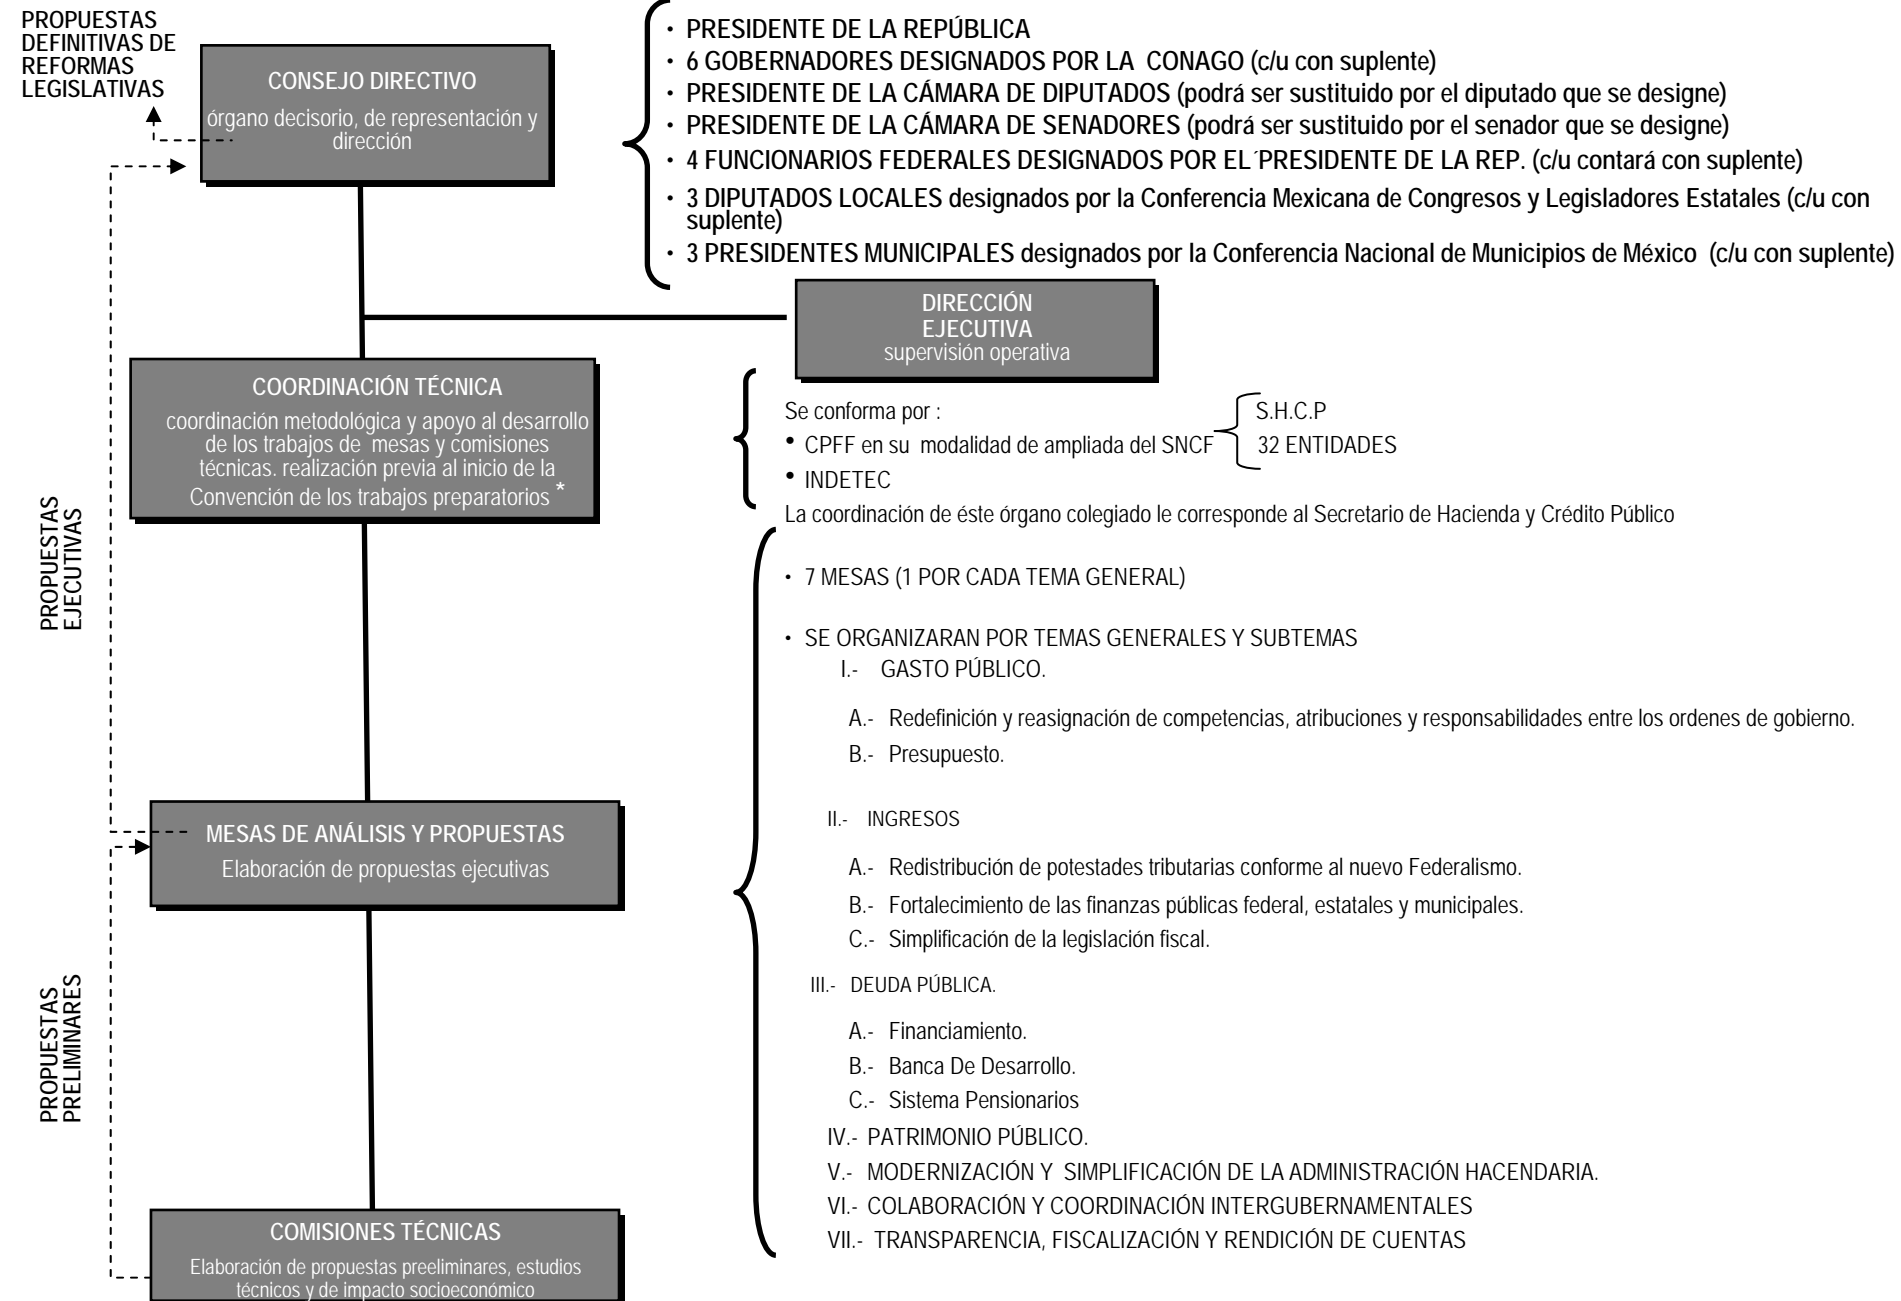 PROPUESTAS
DEFINITIVAS DE
REFORMAS
LEGISLATIVAS
CONSEJO DIRECTIVO
órgano decisorio, de representación y
dirección
• PRESIDENTE DE LA REPÚBLICA
• 6 GOBERNADORES DESIGNADOS POR LA CONAGO (c/u con suplente)
• PRESIDENTE DE LA CÁMARA DE DIPUTADOS (podrá ser sustituido por el diputado que se designe)
• PRESIDENTE DE LA CÁMARA DE SENADORES (podrá ser sustituido por el senador que se designe)
• 4 FUNCIONARIOS FEDERALES DESIGNADOS POR EL´PRESIDENTE DE LA REP. (c/u contará con suplente)
• 3 DIPUTADOS LOCALES designados por la Conferencia Mexicana de Congresos y Legisladores Estatales (c/u con
suplente)
• 3 PRESIDENTES MUNICIPALES designados por la Conferencia Nacional de Municipios de México (c/u con suplente)
DIRECCIÓN
EJECUTIVA
supervisión operativa
COORDINACIÓN TÉCNICA
coordinación metodológica y apoyo al desarrollo
de los trabajos de mesas y comisiones
técnicas. realización previa al inicio de la
Convención de los trabajos preparatorios *
Se conforma por :
• CPFF en su modalidad de ampliada del SNCF
S.H.C.P
32 ENTIDADES
• INDETEC
La coordinación de éste órgano colegiado le corresponde al Secretario de Hacienda y Crédito Público
PROPUESTAS
EJECUTIVAS
• 7 MESAS (1 POR CADA TEMA GENERAL)
• SE ORGANIZARAN POR TEMAS GENERALES Y SUBTEMAS
I.- GASTO PÚBLICO.
A.- Redefinición y reasignación de competencias, atribuciones y responsabilidades entre los ordenes de gobierno.
B.- Presupuesto.
MESAS DE ANÁLISIS Y PROPUESTAS
Elaboración de propuestas ejecutivas
II.- INGRESOS
A.- Redistribución de potestades tributarias conforme al nuevo Federalismo.
B.- Fortalecimiento de las finanzas públicas federal, estatales y municipales.
C.- Simplificación de la legislación fiscal.
III.- DEUDA PÚBLICA.
A.- Financiamiento.
B.- Banca De Desarrollo.
C.- Sistema Pensionarios
IV.- PATRIMONIO PÚBLICO.
V.- MODERNIZACIÓN Y SIMPLIFICACIÓN DE LA ADMINISTRACIÓN HACENDARIA.
VI.- COLABORACIÓN Y COORDINACIÓN INTERGUBERNAMENTALES
VII.- TRANSPARENCIA, FISCALIZACIÓN Y RENDICIÓN DE CUENTAS
PROPUESTAS
PRELIMINARES
COMISIONES TÉCNICAS
Elaboración de propuestas preeliminares, estudios
técnicos y de impacto socioeconómico